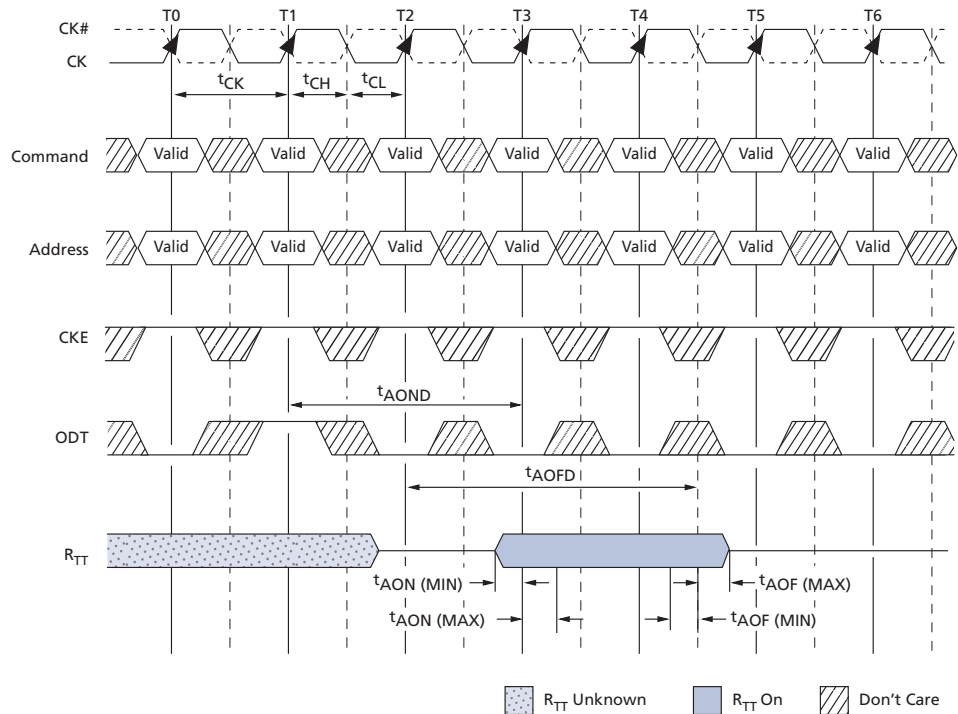 T0 T1 T2 T3 T4 T5 T6
CK#
CK
tCK tCH tCL
Command Valid Valid Valid Valid Valid Valid Valid
Address Valid Valid Valid Valid Valid Valid Valid
CKE
tAOND
ODT
tAOFD
RTT
tAON (MIN) tAOF (MAX)
tAON (MAX) tAOF (MIN)
RTT Unknown RTT On Don't Care